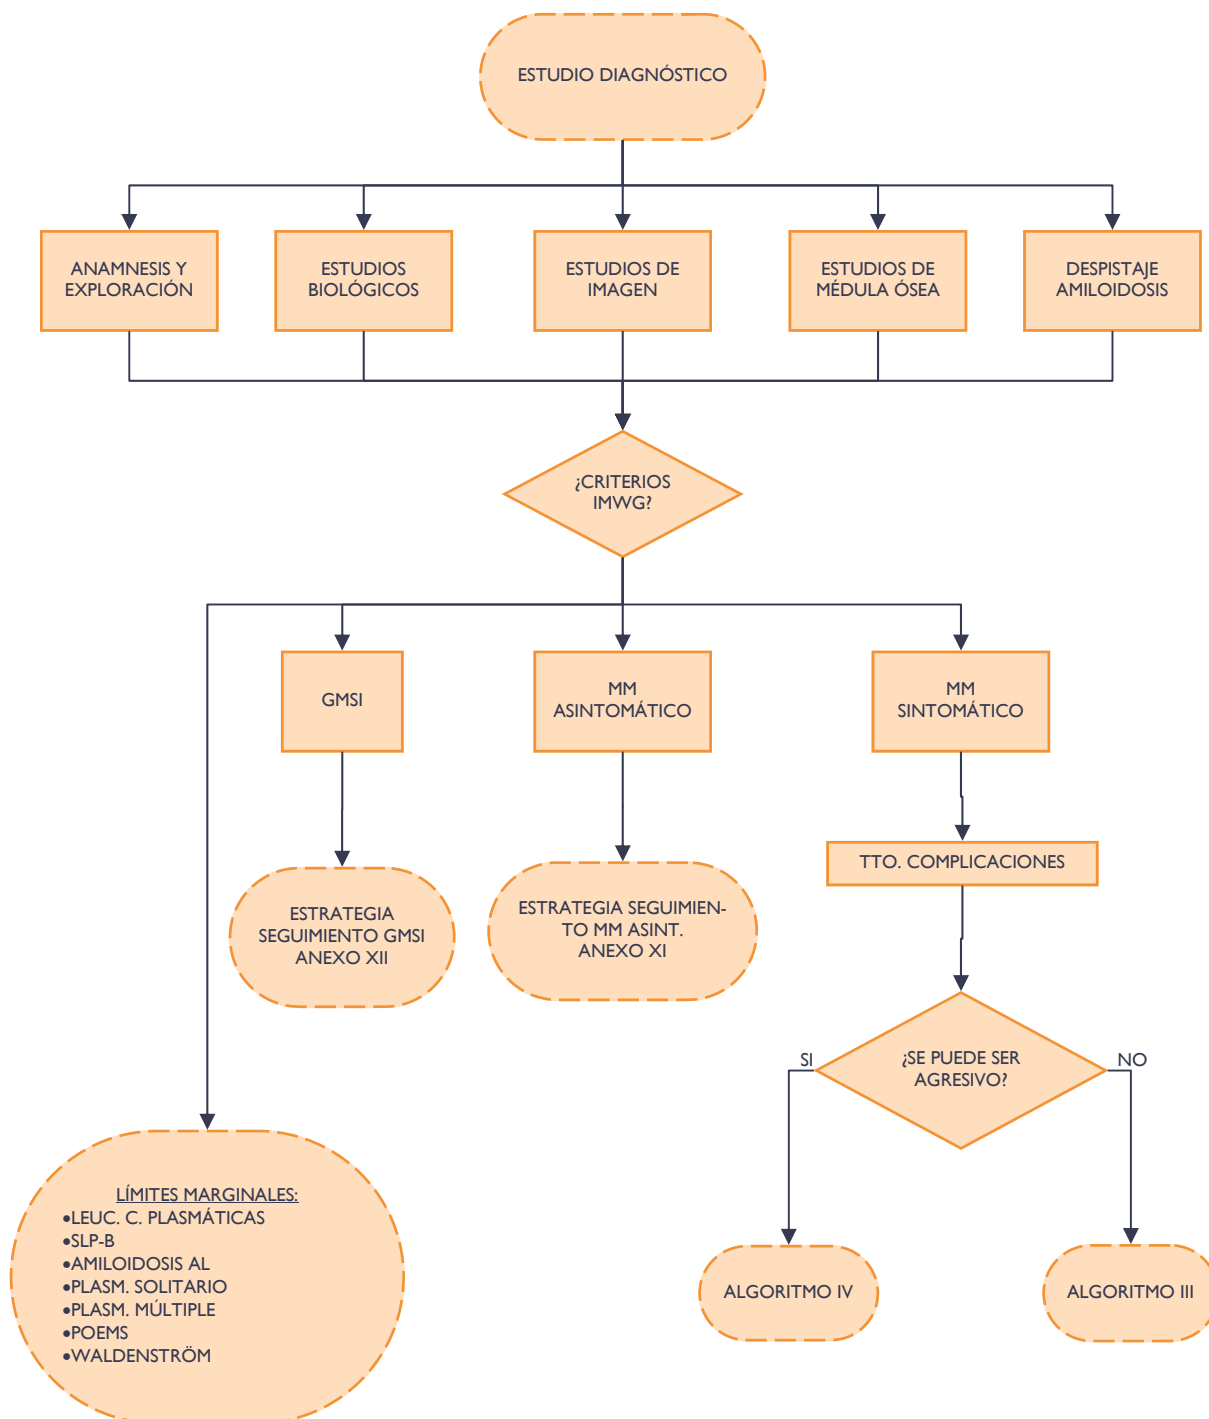 ESTUDIO DIAGNÓSTICO
ANAMNESIS Y
EXPLORACIÓN
ESTUDIOS
BIOLÓGICOS
ESTUDIOS DE
IMAGEN
ESTUDIOS DE
MÉDULA ÓSEA
DESPISTAJE
AMILOIDOSIS
¿CRITERIOS
IMWG?
GMSI
MM
ASINTOMÁTICO
MM
SINTOMÁTICO
TTO. COMPLICACIONES
ESTRATEGIA
SEGUIMIENTO GMSI
ANEXO XII
ESTRATEGIA SEGUIMIEN-
TO MM ASINT.
ANEXO XI
¿SE PUEDE SER
AGRESIVO?
SI
NO
LÍMITES MARGINALES:
•LEUC. C. PLASMÁTICAS
•SLP-B
•AMILOIDOSIS AL
•PLASM. SOLITARIO
•PLASM. MÚLTIPLE
•POEMS
•WALDENSTRÖM
ALGORITMO IV
ALGORITMO III